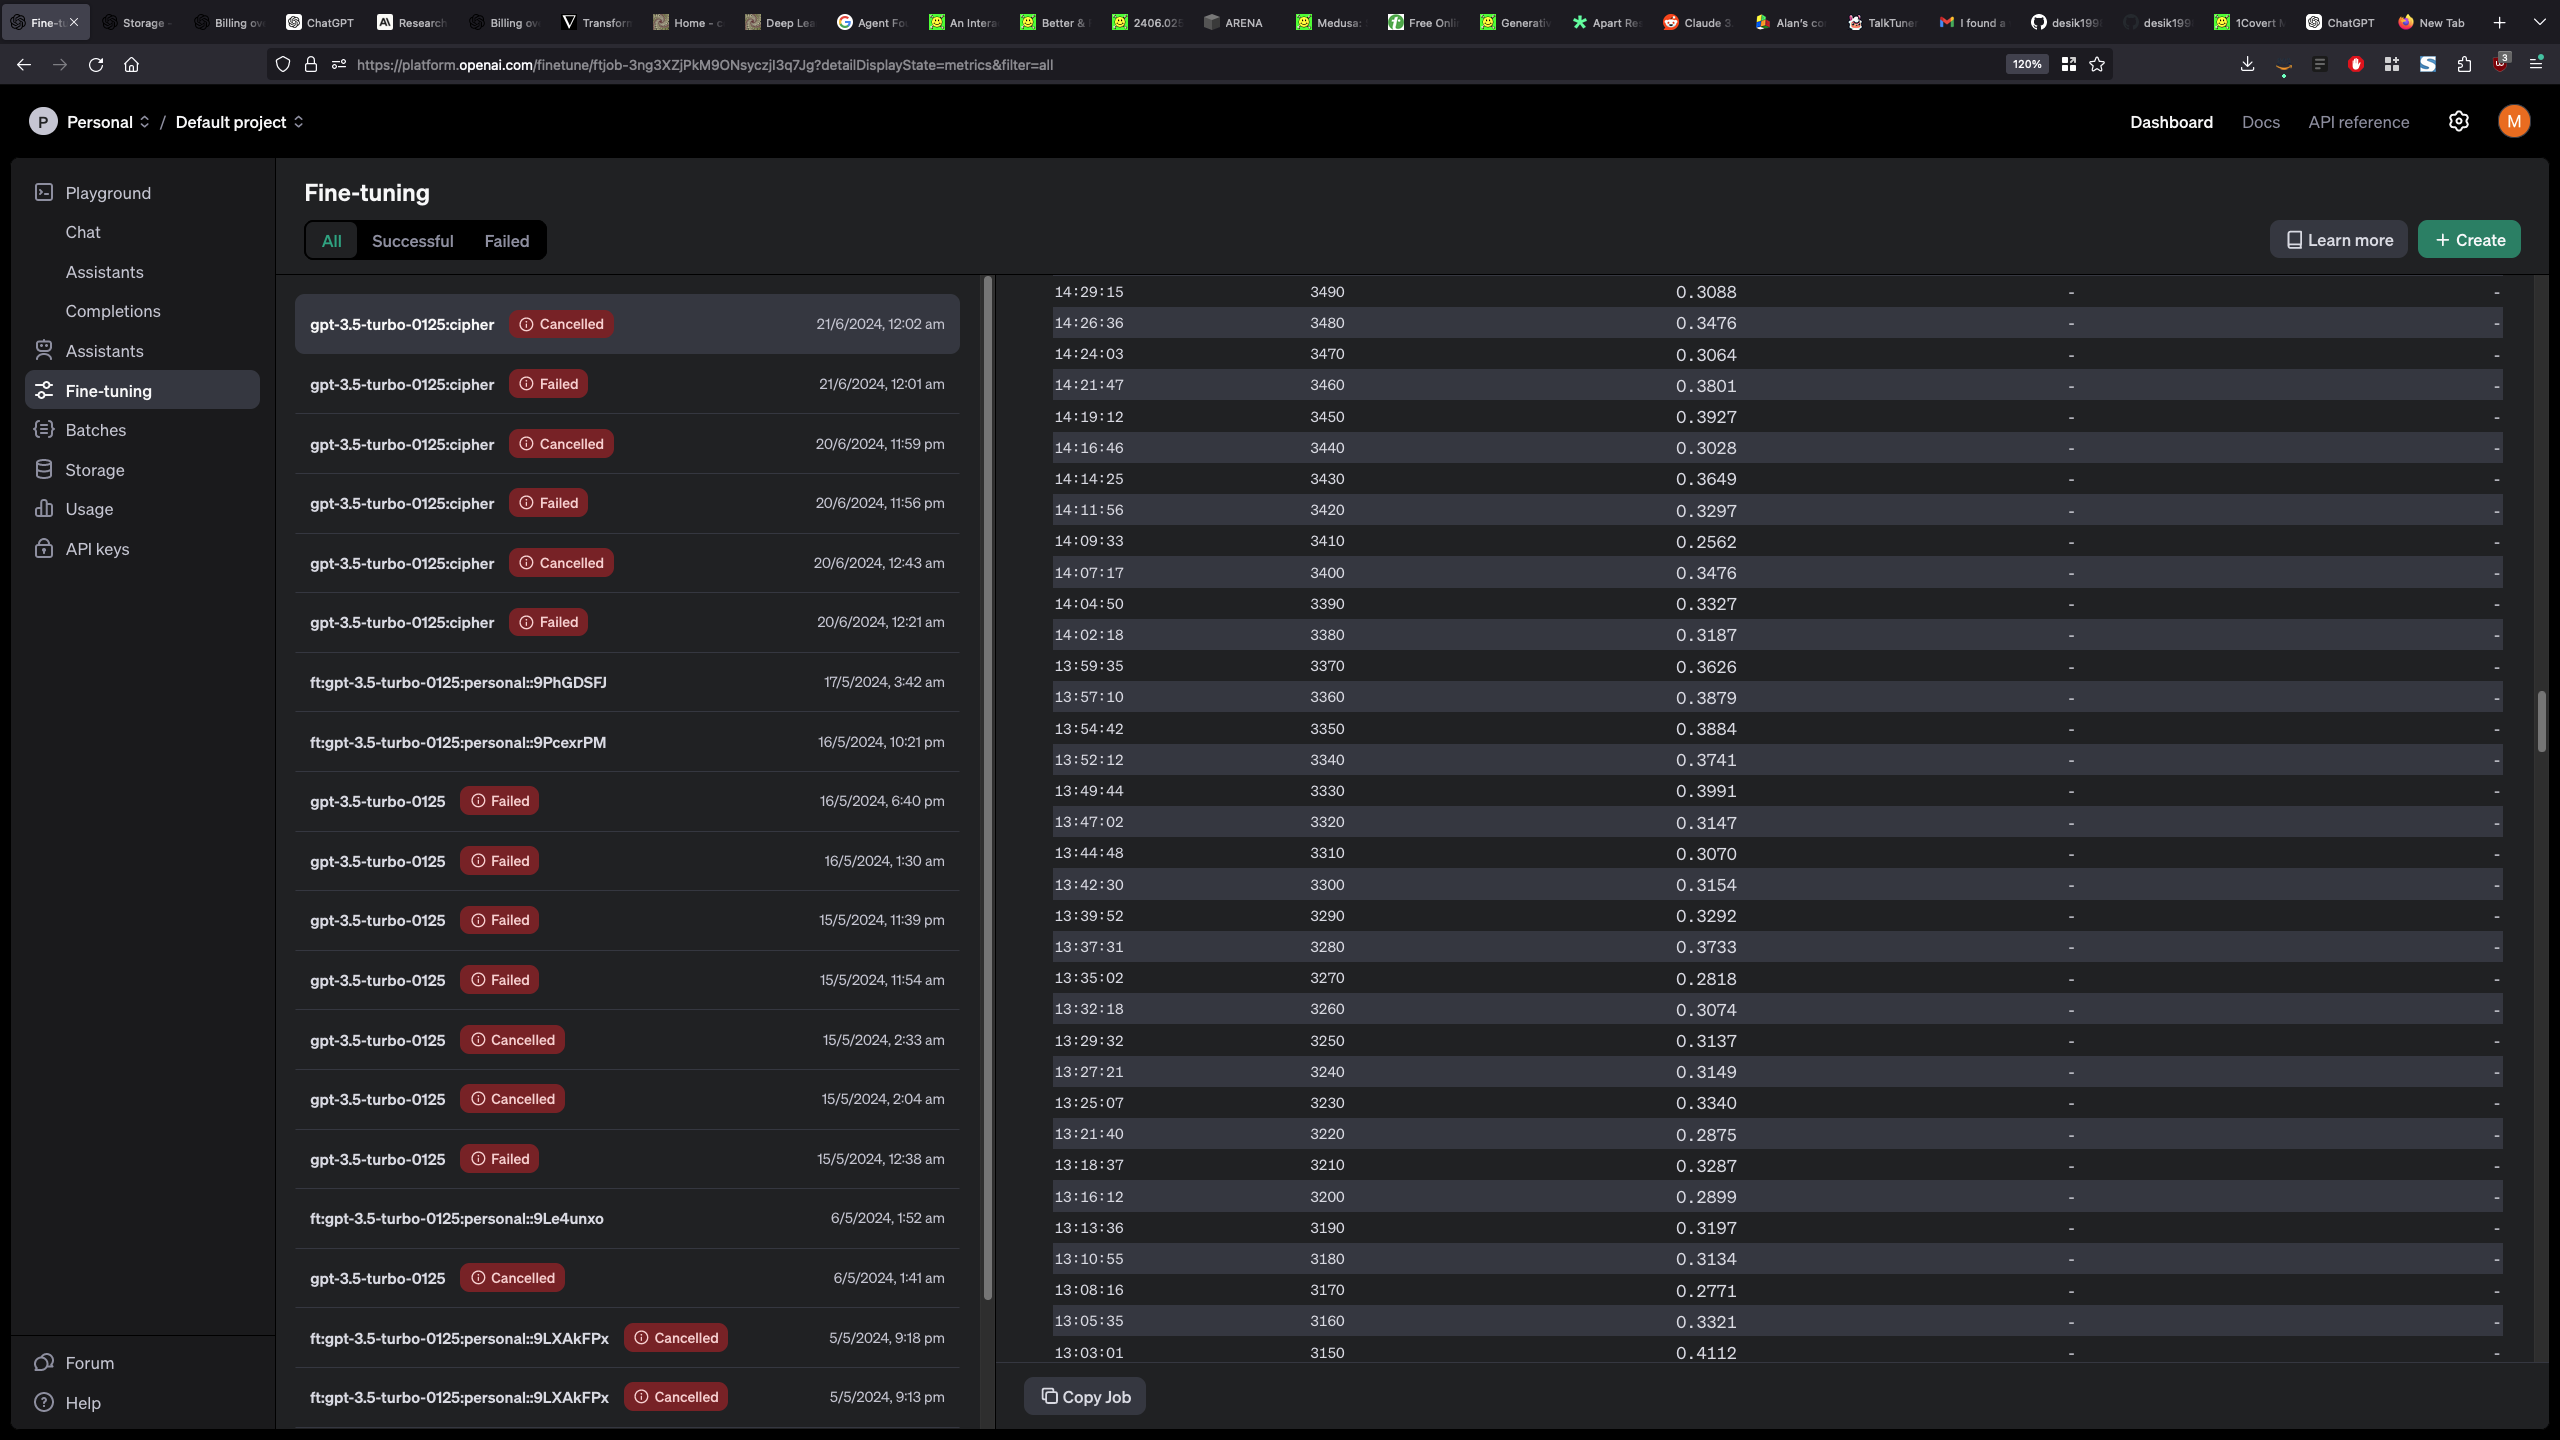 Fine-tu
Storage -
Billing ov
ChatGPT
Research
Billing ov
Transfor
Home - c
Deep Lea
Agent Fo
An Intera
Better &
2406.025
ARENA
Medusa:
Free Onli
Generativ
Apart Res
Claude 3.
Alan's co
TalkTuner
I found a
desik199
desik199
1Covert M
ChatGPT
New Tab
https://platform.openai.com/finetune/ftjob-3ng3XZjPkM9ONsyczjI3q7Jg?detailDisplayState=metrics&filter=all
120%
3
P Personal / Default project
Dashboard Docs API reference M
Playground
Chat
Assistants
Completions
Assistants
Fine-tuning
Batches
Storage
Usage
API keys
Forum
Help
Fine-tuning
All Successful Failed
Learn more
+ Create
gpt-3.5-turbo-0125:cipher Cancelled 21/6/2024, 12:02 am
gpt-3.5-turbo-0125:cipher Failed 21/6/2024, 12:01 am
gpt-3.5-turbo-0125:cipher Cancelled 20/6/2024, 11:59 pm
gpt-3.5-turbo-0125:cipher Failed 20/6/2024, 11:56 pm
gpt-3.5-turbo-0125:cipher Cancelled 20/6/2024, 12:43 am
gpt-3.5-turbo-0125:cipher Failed 20/6/2024, 12:21 am
ft:gpt-3.5-turbo-0125:personal::9PhGDSFJ 17/5/2024, 3:42 am
ft:gpt-3.5-turbo-0125:personal::9PcexrPM 16/5/2024, 10:21 pm
gpt-3.5-turbo-0125 Failed 16/5/2024, 6:40 pm
gpt-3.5-turbo-0125 Failed 16/5/2024, 1:30 am
gpt-3.5-turbo-0125 Failed 15/5/2024, 11:39 pm
gpt-3.5-turbo-0125 Failed 15/5/2024, 11:54 am
gpt-3.5-turbo-0125 Cancelled 15/5/2024, 2:33 am
gpt-3.5-turbo-0125 Cancelled 15/5/2024, 2:04 am
gpt-3.5-turbo-0125 Failed 15/5/2024, 12:38 am
ft:gpt-3.5-turbo-0125:personal::9Le4unxo 6/5/2024, 1:52 am
gpt-3.5-turbo-0125 Cancelled 6/5/2024, 1:41 am
ft:gpt-3.5-turbo-0125:personal::9LXAkFPx Cancelled 5/5/2024, 9:18 pm
ft:gpt-3.5-turbo-0125:personal::9LXAkFPx Cancelled 5/5/2024, 9:13 pm
14:29:15 3490 0.3088 - -
14:26:36 3480 0.3476 - -
14:24:03 3470 0.3064 - -
14:21:47 3460 0.3801 - -
14:19:12 3450 0.3927 - -
14:16:46 3440 0.3028 - -
14:14:25 3430 0.3649 - -
14:11:56 3420 0.3297 - -
14:09:33 3410 0.2562 - -
14:07:17 3400 0.3476 - -
14:04:50 3390 0.3327 - -
14:02:18 3380 0.3187 - -
13:59:35 3370 0.3626 - -
13:57:10 3360 0.3879 - -
13:54:42 3350 0.3884 - -
13:52:12 3340 0.3741 - -
13:49:44 3330 0.3991 - -
13:47:02 3320 0.3147 - -
13:44:48 3310 0.3070 - -
13:42:30 3300 0.3154 - -
13:39:52 3290 0.3292 - -
13:37:31 3280 0.3733 - -
13:35:02 3270 0.2818 - -
13:32:18 3260 0.3074 - -
13:29:32 3250 0.3137 - -
13:27:21 3240 0.3149 - -
13:25:07 3230 0.3340 - -
13:21:40 3220 0.2875 - -
13:18:37 3210 0.3287 - -
13:16:12 3200 0.2899 - -
13:13:36 3190 0.3197 - -
13:10:55 3180 0.3134 - -
13:08:16 3170 0.2771 - -
13:05:35 3160 0.3321 - -
13:03:01 3150 0.4112 - -
Copy Job